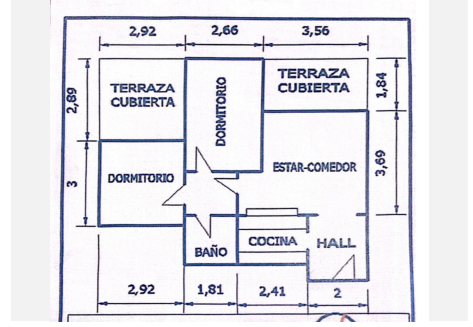 2,92 2,66 3,56
TERRAZA
CUBIERTA
DORMITORIO
TERRAZA
CUBIERTA
2,89
1,84
DORMITORIO
ESTAR-COMEDOR
3
3,69
BAÑO
COCINA
HALL
2,92 1,81 2,41 2